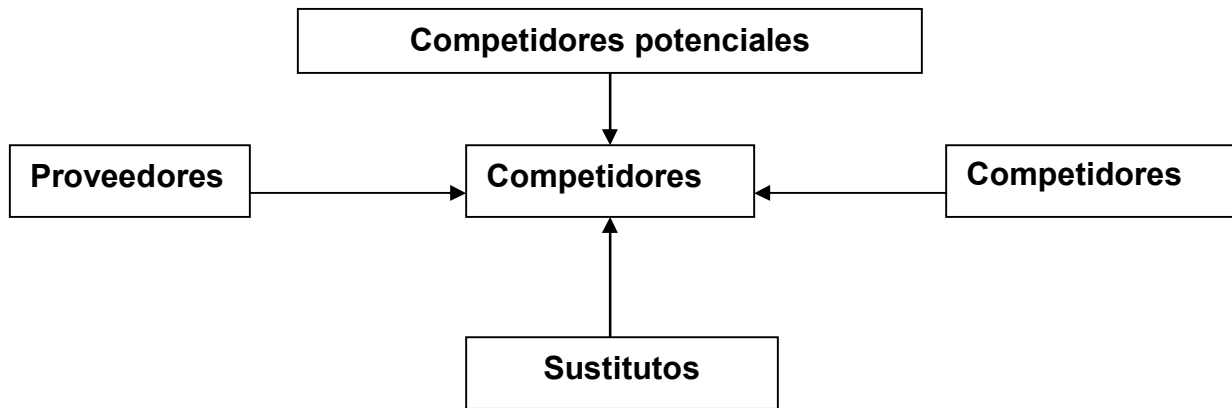 Competidores potenciales
Proveedores
Competidores
Competidores
Sustitutos